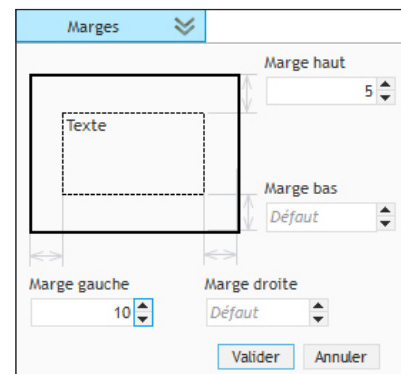 Marges
Marge haut
5
Texte
Marge bas
Défaut
Marge gauche
Marge droite
10
Défaut
Valider
Annuler